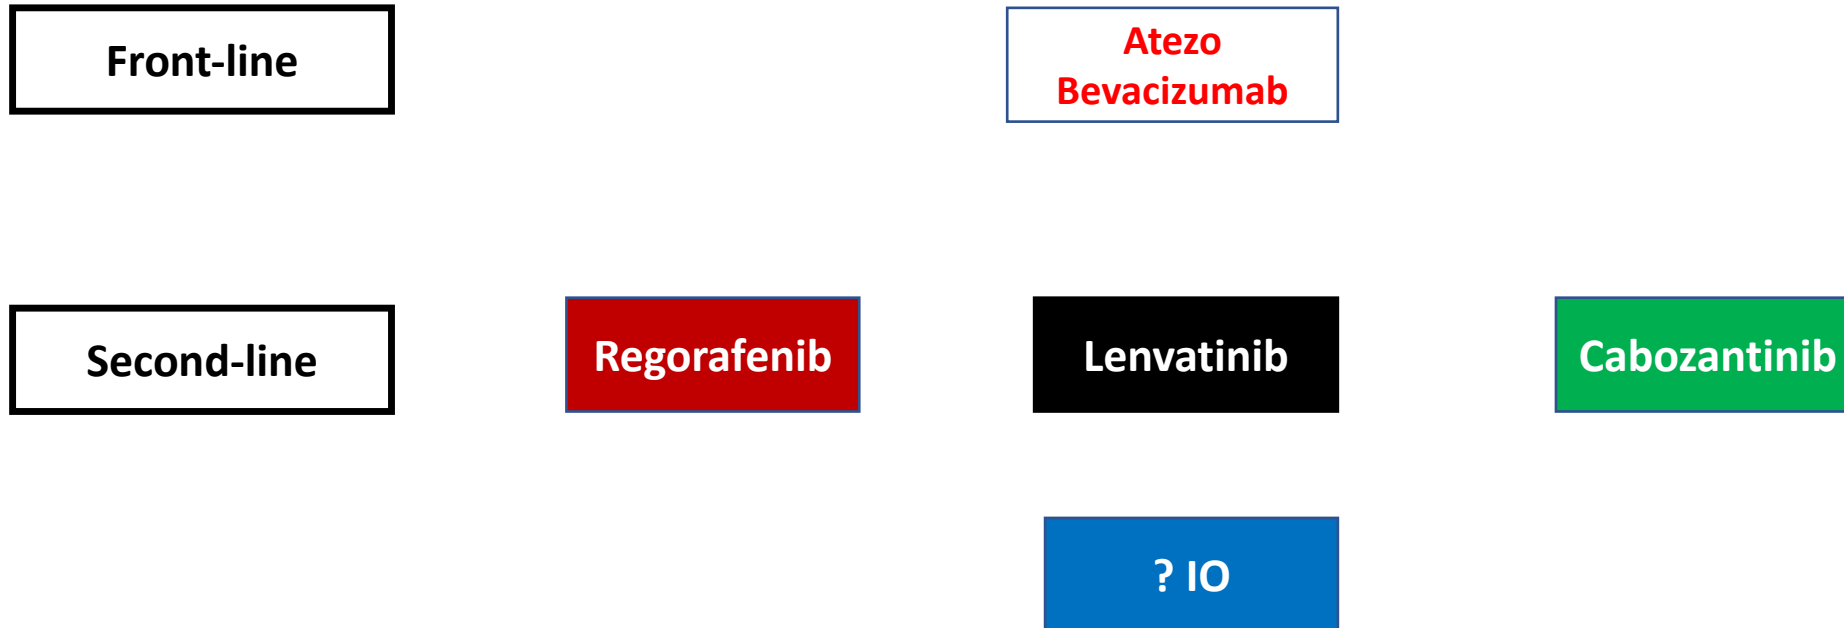 Front-line
Atezo
Bevacizumab
Second-line
Regorafenib
Lenvatinib
Cabozantinib
? IO